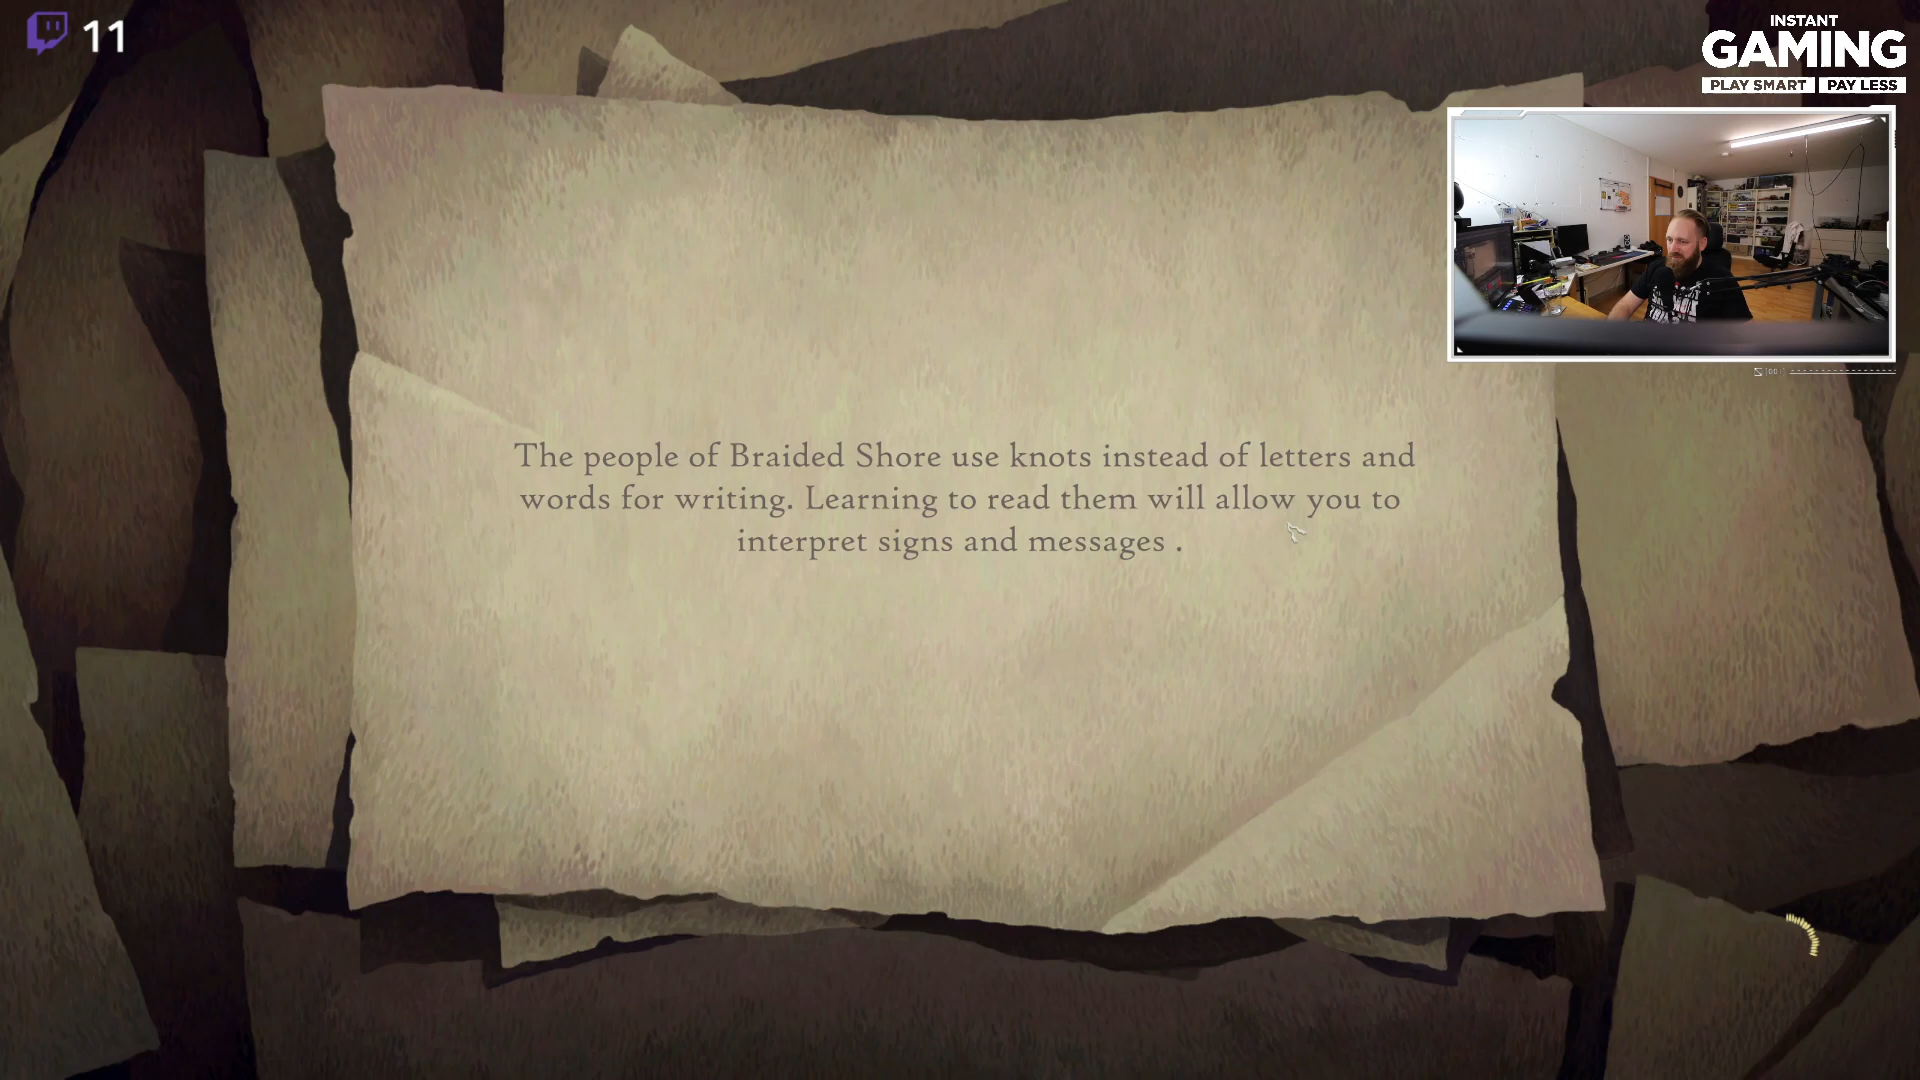 11
INSTANT
GAMING
PLAY SMART PAY LESS
The people of Braided Shore use knots instead of letters and
words for writing. Learning to read them will allow you to
interpret signs and messages .